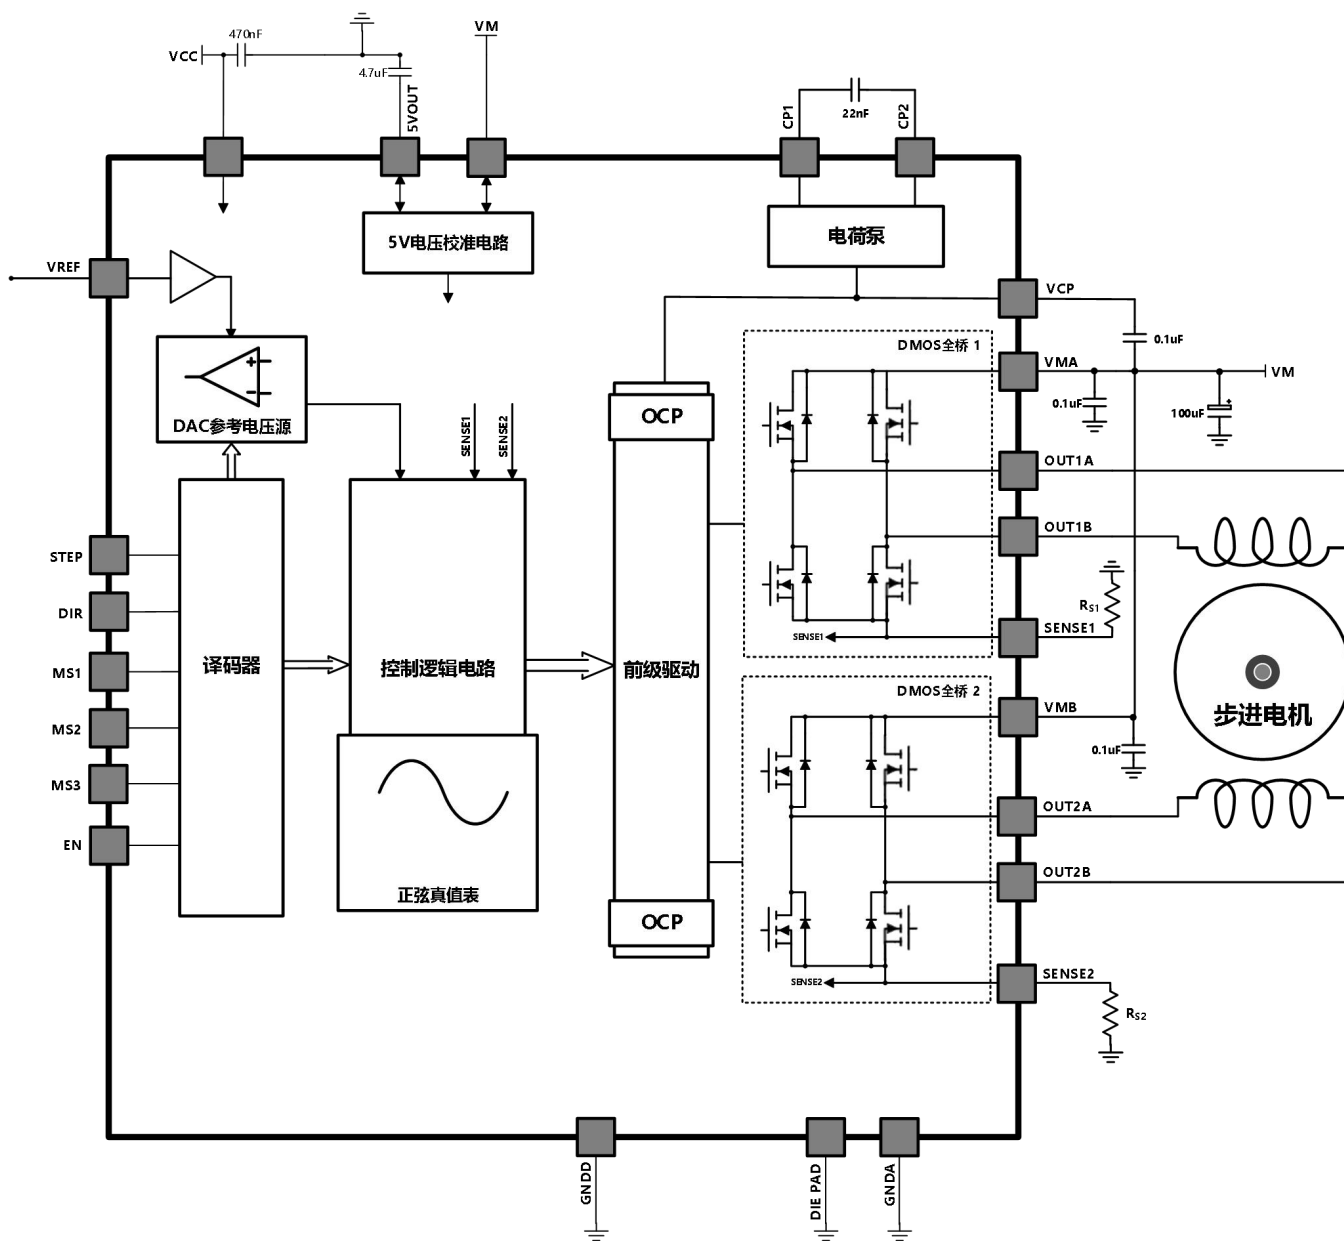 VCC
470nF
VM
4.7uF
5VOUT
CP1
22nF
CP2
5V电压校准电路
电荷泵
VREF
VCP
0.1uF
DMOS全桥 1
VMA
VM
0.1uF
100uF
+
DAC参考电压源
OCP
SENSE1
SENSE2
OUT1A
OUT1B
STEP
DIR
MS1
MS2
MS3
EN
译码器
控制逻辑电路
前级驱动
RS1
SENSE1
SENSE1
DMOS全桥 2
VMB
0.1uF
步进电机
正弦真值表
OCP
OUT2A
OUT2B
SENSE2
SENSE2
RS2
GNDD
DIE PAD
GNDA